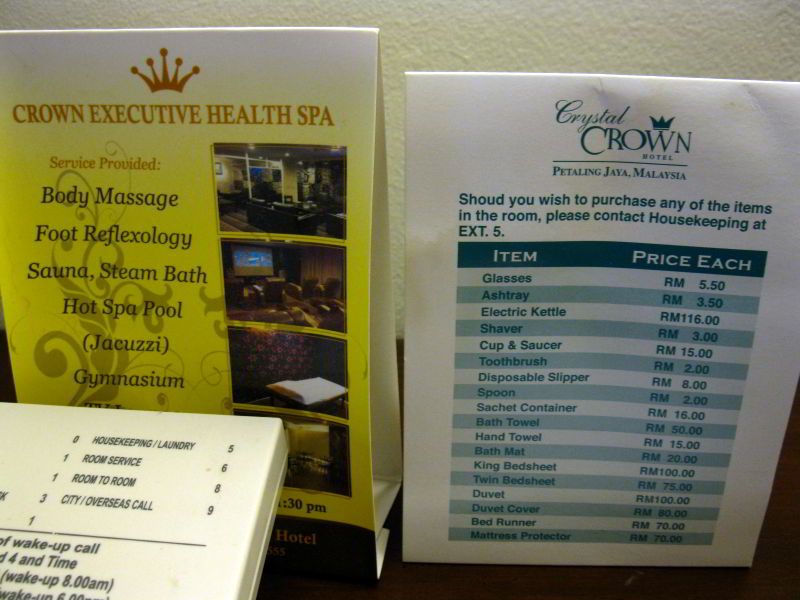 CROWN EXECUTIVE HEALTH SPA
Service Provided:
Body Massage
Foot Reflexology
Sauna, Steam Bath
Hot Spa Pool
(Jacuzzi)
Gymnasium
1:30 pm
Hotel
555
0 HOUSEKEEPING / LAUNDRY 5
1 ROOM SERVICE 6
1 ROOM TO ROOM 8
3 CITY / OVERSEAS CALL 9
1
of wake-up call
4 and Time
(wake-up 8.00am)
Crystal
CROWN
HOTEL
PETALING JAYA, MALAYSIA
Shoud you wish to purchase any of the items
in the room, please contact Housekeeping at
EXT. 5.
ITEM PRICE EACH
Glasses RM 5.50
Ashtray RM 3.50
Electric Kettle RM116.00
Shaver RM 3.00
Cup & Saucer RM 15.00
Toothbrush RM 2.00
Disposable Slipper RM 8.00
Spoon RM 2.00
Sachet Container RM 16.00
Bath Towel RM 50.00
Hand Towel RM 15.00
Bath Mat RM 20.00
King Bedsheet RM100.00
Twin Bedsheet RM 75.00
Duvet RM100.00
Duvet Cover RM 80.00
Bed Runner RM 70.00
Mattress Protector RM 70.00